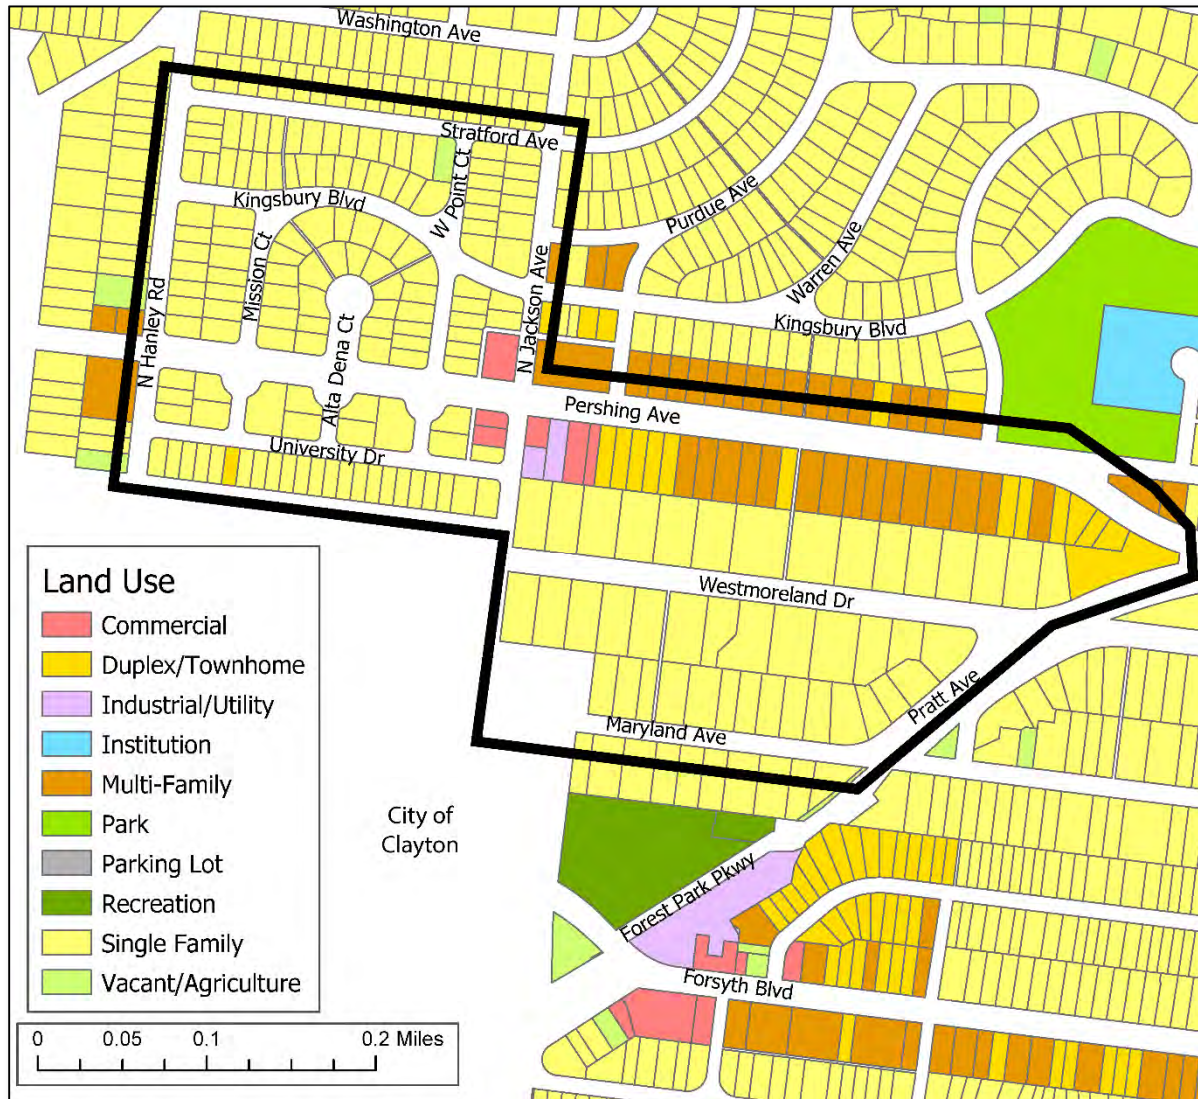 Washington Ave
Stratford Ave
W Point Ct
Kingsbury Blvd
Purdue Ave
Mission Ct
Warren Ave
N Jackson Ave
N Hanley Rd
Kingsbury Blvd
Alta Dena Ct
Pershing Ave
University Dr
Westmoreland Dr
Pratt Ave
Maryland Ave
City of
Clayton
Forest Park Pkwy
Forsyth Blvd
Land Use
Commercial
Duplex/Townhome
Industrial/Utility
Institution
Multi-Family
Park
Parking Lot
Recreation
Single Family
Vacant/Agriculture
0 0.05 0.1 0.2 Miles